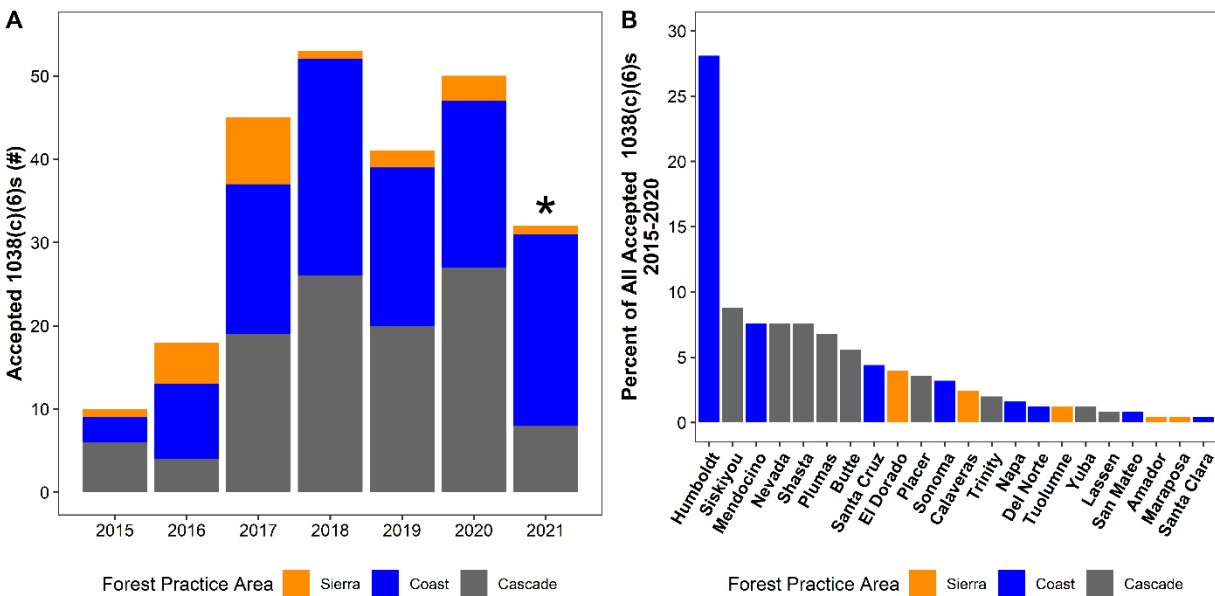 A
Accepted 1038(c)(6)s (#)
50
40
30
20
10
0
*
2015
2016
2017
2018
2019
2020
2021
Forest Practice Area
Sierra
Coast
Cascade
B
Percent of All Accepted 1038(c)(6)s
2015-2020
30
25
20
15
10
5
0
Humboldt
Siskiyou
Mendocino
Nevada
Shasta
Plumas
Butte
Santa Cruz
El Dorado
Placer
Sonoma
Calaveras
Trinity
Napa
Del Norte
Tuolumne
Yuba
Lassen
San Mateo
Amador
Maraposa
Santa Clara
Forest Practice Area
Sierra
Coast
Cascade